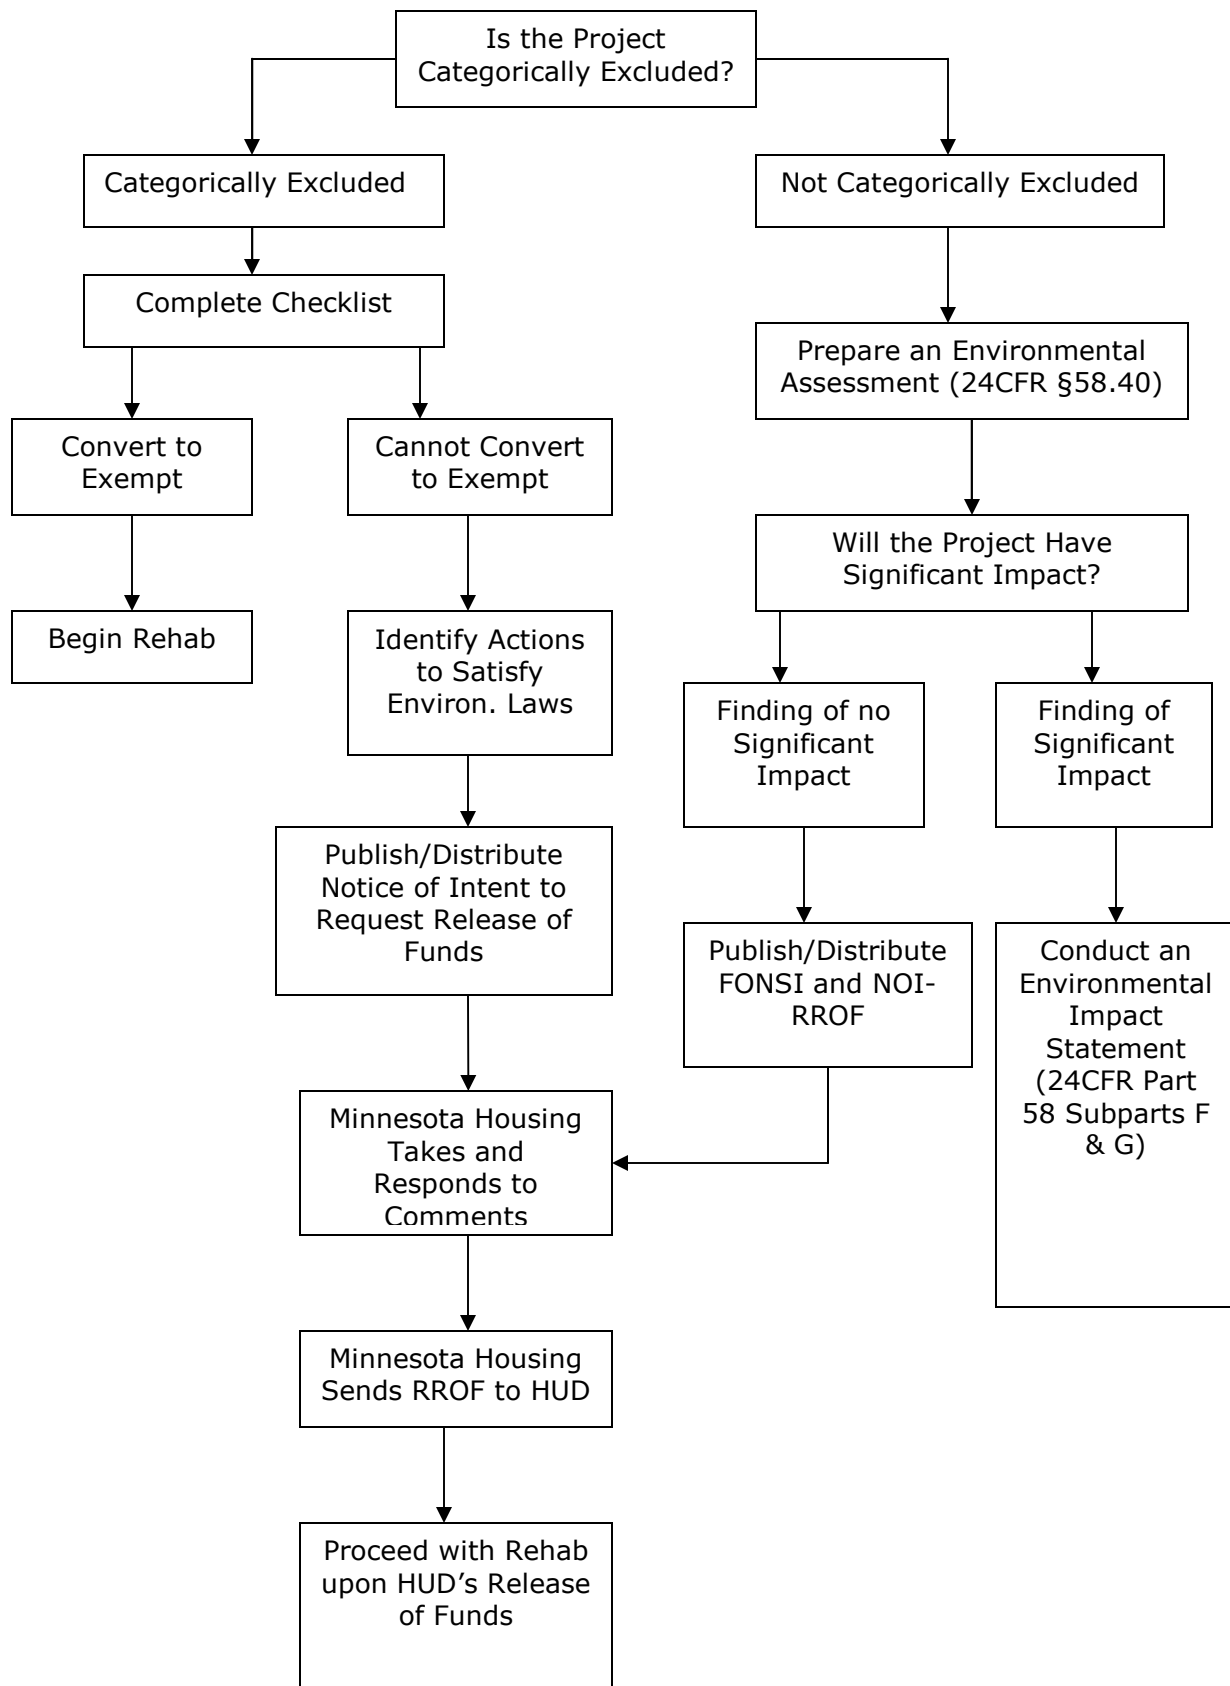 Is the Project
Categorically Excluded?
Categorically Excluded
Not Categorically Excluded
Complete Checklist
Prepare an Environmental
Assessment (24CFR §58.40)
Convert to
Exempt
Cannot Convert
to Exempt
Will the Project Have
Significant Impact?
Begin Rehab
Identify Actions
to Satisfy
Environ. Laws
Finding of no
Significant
Impact
Finding of
Significant
Impact
Publish/Distribute
Notice of Intent to
Request Release of
Funds
Publish/Distribute
FONSI and NOI-
RROF
Conduct an
Environmental
Impact
Statement
(24CFR Part
58 Subparts F
& G)
Minnesota Housing
Takes and
Responds to
Comments
Minnesota Housing
Sends RROF to HUD
Proceed with Rehab
upon HUD’s Release
of Funds